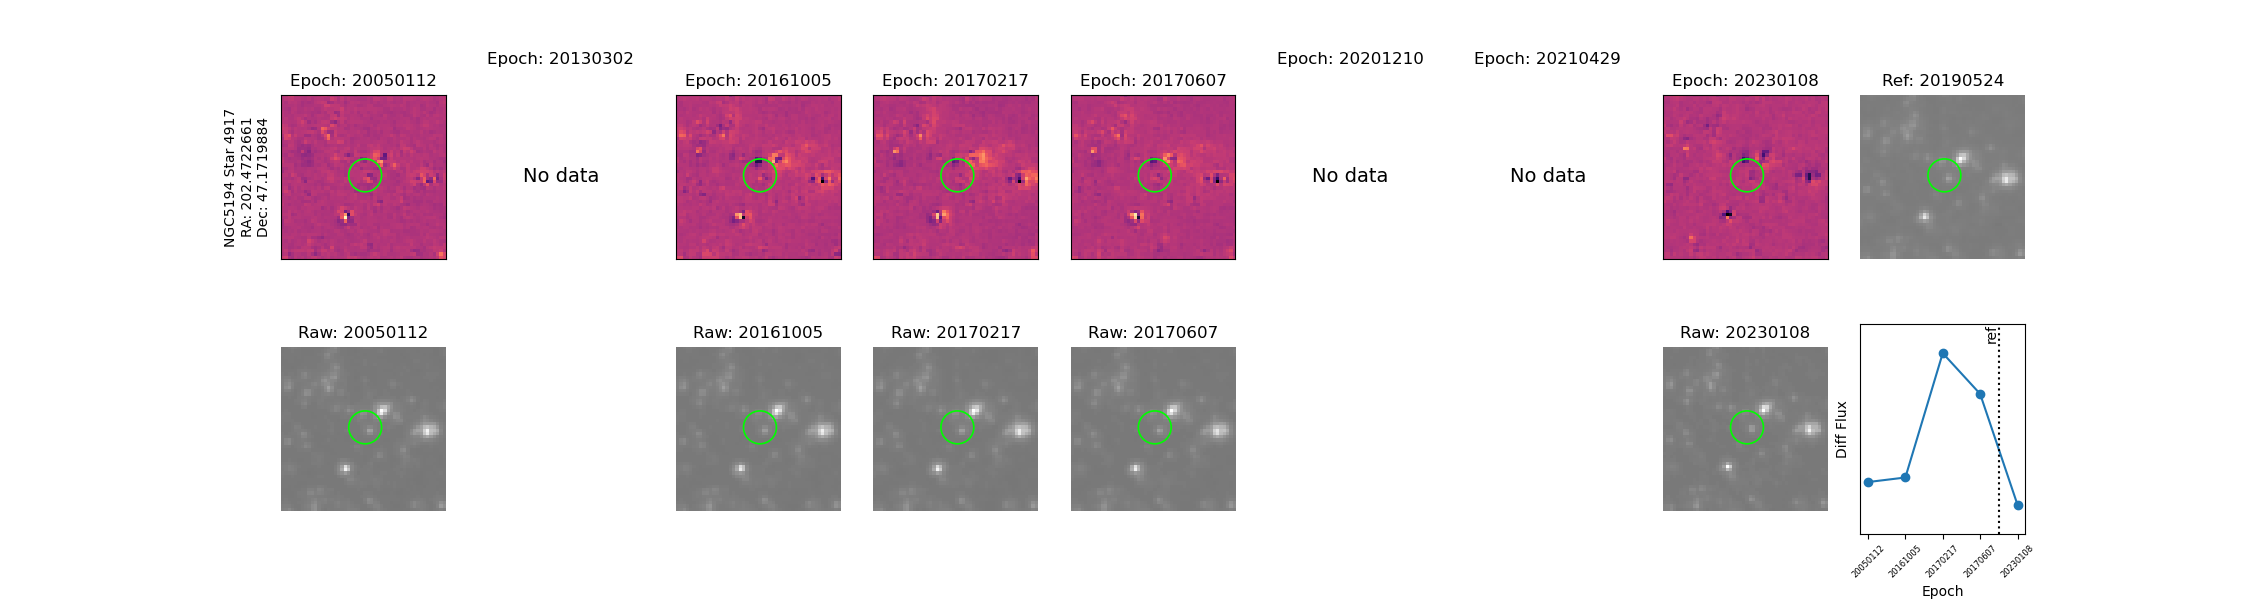 NGC5194 Star 4917
RA: 202.4722661
Dec: 47.1719884
Epoch: 20050112
Epoch: 20130302
No data
Epoch: 20161005
Epoch: 20170217
Epoch: 20170607
Epoch: 20201210
No data
Epoch: 20210429
No data
Epoch: 20230108
Ref: 20190524
Raw: 20050112
Raw: 20161005
Raw: 20170217
Raw: 20170607
Raw: 20230108
ref
Diff Flux
20050112
20161005
20170217
20170607
20230108
Epoch